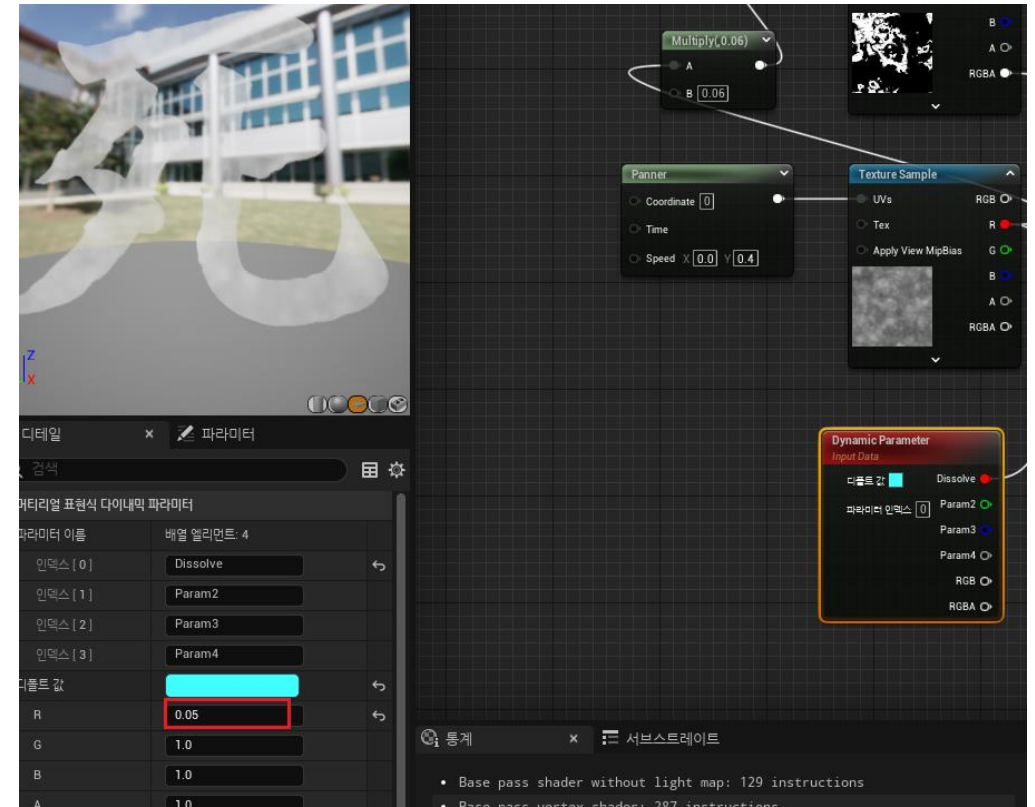 Z
X
디테일 ×
파라미터
검색
머티리얼 표현식 다이내믹 파라미터
파라미터 이름 배열 엘리먼트: 4
인덱스 [ 0 ] Dissolve
인덱스 [ 1 ] Param2
인덱스 [ 2 ] Param3
인덱스 [ 3 ] Param4
디폴트 값
R 0.05
G 1.0
B 1.0
A 1.0
Multiply(,0.06)
A
B 0.06
B
A
RGBA
Panner
Coordinate 0
Time
Speed X 0.0 Y 0.4
Texture Sample
UVs RGB
Tex R
Apply View MipBias G
B
A
RGBA
Dynamic Parameter
Input Data
디폴트 값 Dissolve
파라미터 인덱스 0 Param2
Param3
Param4
RGB
RGBA
통계 ×
서브스트레이트
• Base pass shader without light map: 129 instructions
• Base pass vertex shader: 287 instructions